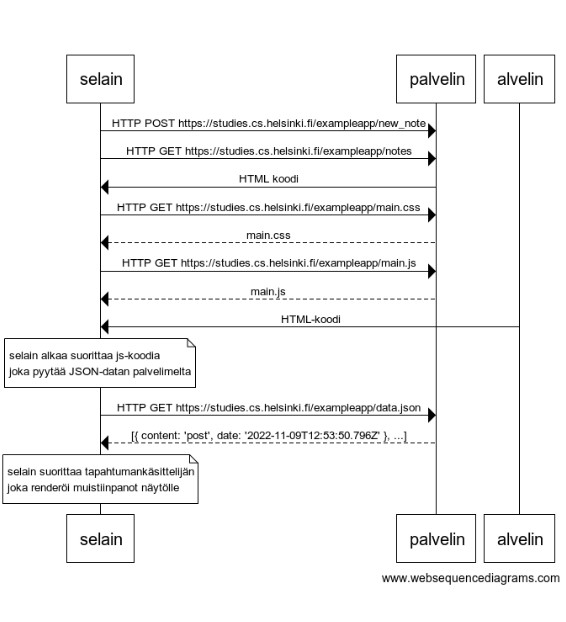 selain palvelin alvelin
HTTP POST https://studies.cs.helsinki.fi/exampleapp/new_note
HTTP GET https://studies.cs.helsinki.fi/exampleapp/notes
HTML koodi
HTTP GET https://studies.cs.helsinki.fi/exampleapp/main.css
main.css
HTTP GET https://studies.cs.helsinki.fi/exampleapp/main.js
main.js
HTML-koodi
selain alkaa suorittaa js-koodia
joka pyytää JSON-datan palvelimelta
HTTP GET https://studies.cs.helsinki.fi/exampleapp/data.json
[{ content: 'post', date: '2022-11-09T12:53:50.796Z' }, ...]
selain suorittaa tapahtumankäsittelijän
joka renderöi muistiinpanot näytölle
selain palvelin alvelin
www.websequencediagrams.com